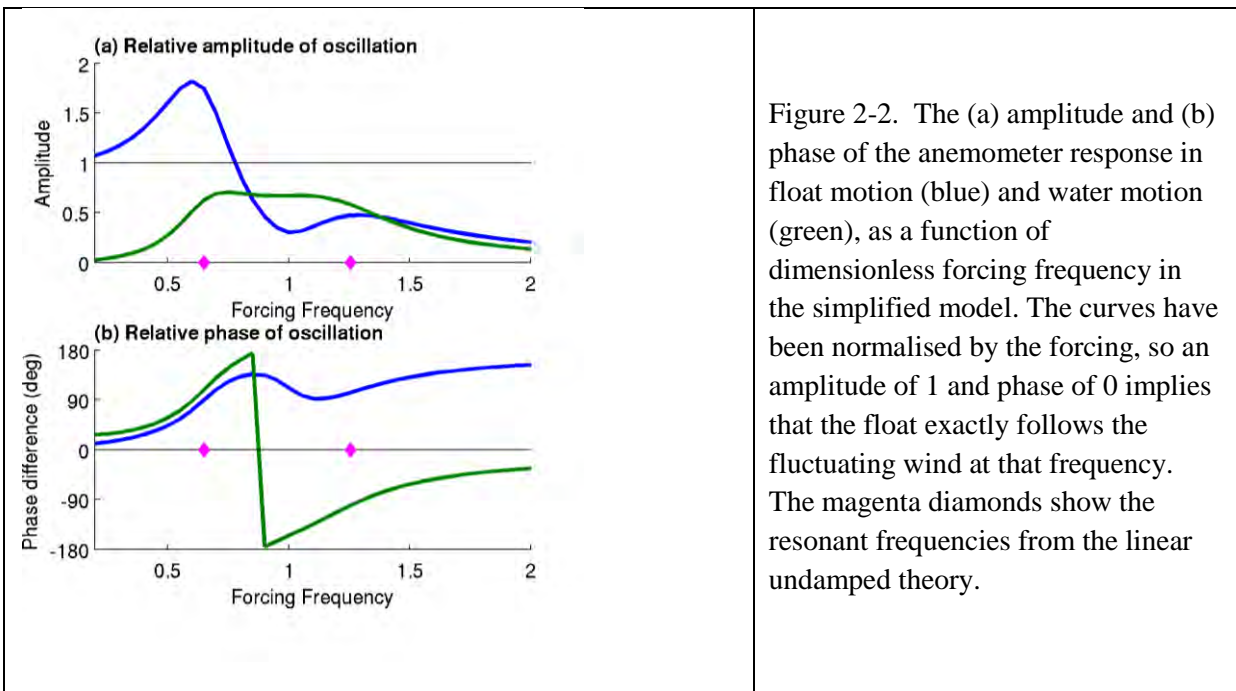 (a) Relative amplitude of oscillation
2
1.5
1
0.5
0
Amplitude
0.5 1 1.5 2
Forcing Frequency
(b) Relative phase of oscillation
180
90
0
-90
-180
Phase difference (deg)
0.5 1 1.5 2
Forcing Frequency
Figure 2-2. The (a) amplitude and (b)
phase of the anemometer response in
float motion (blue) and water motion
(green), as a function of
dimensionless forcing frequency in
the simplified model. The curves have
been normalised by the forcing, so an
amplitude of 1 and phase of 0 implies
that the float exactly follows the
fluctuating wind at that frequency.
The magenta diamonds show the
resonant frequencies from the linear
undamped theory.